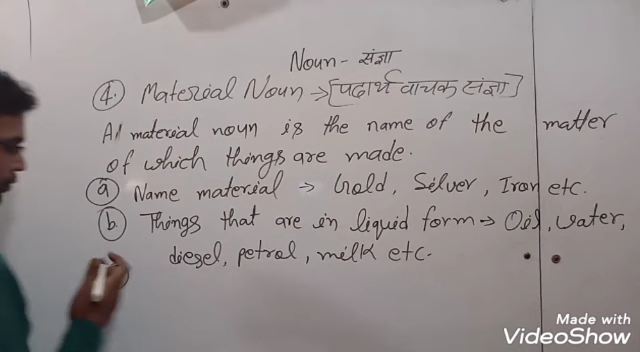 Noun - संज्ञा
4. Material Noun → [पदार्थ वाचक संज्ञा]
A material noun is the name of the matter
of which things are made.
a Name material → Gold, Silver, Iron etc.
b. Things that are in liquid form → Oil, water,
diesel, petrol, milk etc.
Made with
VideoShow